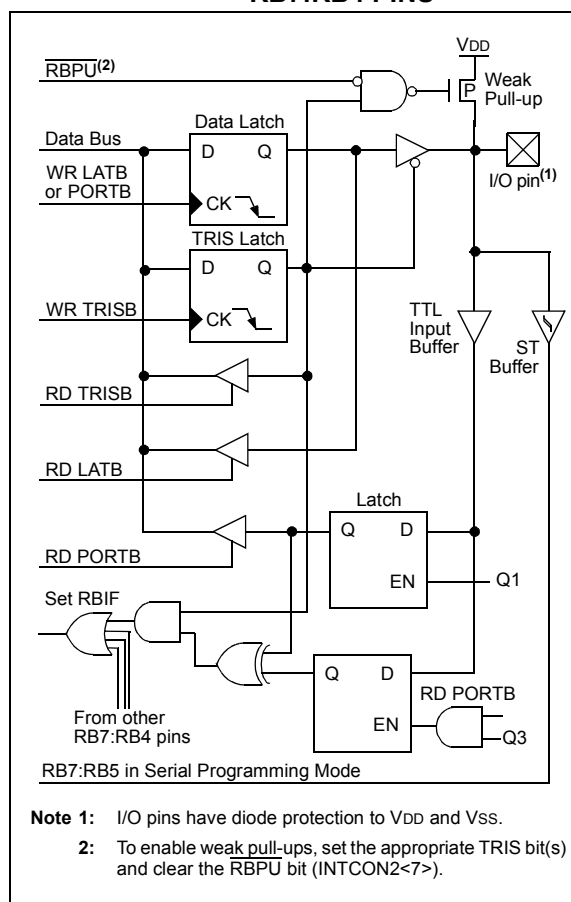 VDD
RBPU(2)
Weak
Pull-up
P
Data Bus
Data Latch
D Q
WR LATB
or PORTB
CK
I/O pin(1)
TRIS Latch
D Q
WR TRISB
CK
TTL
Input
Buffer
ST
Buffer
RD TRISB
RD LATB
Latch
Q D
RD PORTB
EN
Q1
Set RBIF
Q D
RD PORTB
EN
Q3
From other
RB7:RB4 pins
RB7:RB5 in Serial Programming Mode
Note 1: I/O pins have diode protection to VDD and VSS.
2: To enable weak pull-ups, set the appropriate TRIS bit(s)
and clear the RBPU bit (INTCON2<7>).